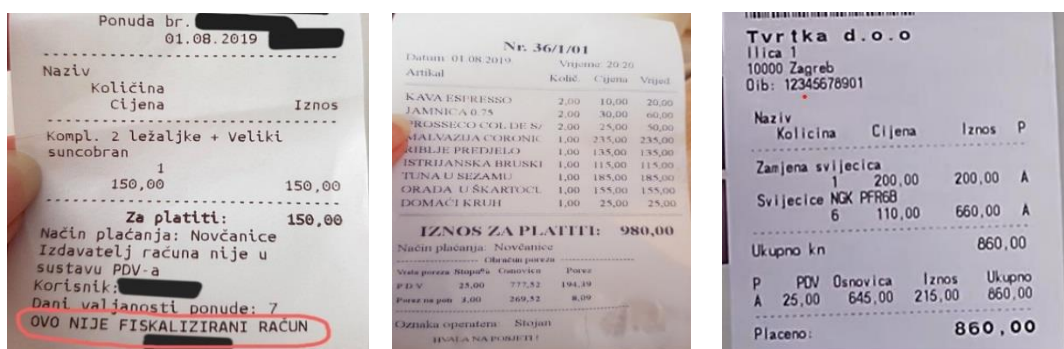 Ponuda br.
01.08.2019
Naziv
Količina
Cijena Iznos
Kompl. 2 ležaljke + Veliki
suncobran
1
150,00 150,00
Za platiti: 150,00
Način plaćanja: Novčanice
Izdavatelj računa nije u
sustavu PDV-a
Korisnik:
Dani valjanosti ponude: 7
OVO NIJE FISKALIZIRANI RAČUN
Nr. 36/1/01
Datum: 01.08.2019. Vrijeme: 20:26
Artikal Količ. Cijena Vrijed.
KAVA ESPRESSO 2,00 10,00 20,00
JAMNICA 0.75 2,00 30,00 60,00
PROSSECO COL DE S/ 2,00 25,00 50,00
MALVAZIJA CORONIC 1,00 235,00 235,00
RIBLJE PREDJELO 1,00 135,00 135,00
ISTRIJANSKA BRUSKI 1,00 115,00 115,00
TUNA U SEZAMU 1,00 185,00 185,00
ORADA U ŠKARTOCU 1,00 155,00 155,00
DOMAĆI KRUH 1,00 25,00 25,00
IZNOS ZA PLATITI: 980,00
Način plaćanja: Novčanice
Obračun poreza
Vrsta poreza Stopa% Osnovica Porez
PDV 25,00 777,52 194,39
Porez na potr 3,00 269,52 8,09
Oznaka operatera: Stojan
HVALA NA POSJETI !
Tvrtka d.o.o
Ilica 1
10000 Zagreb
Oib: 12345678901
Naziv
Kolicina Cijena Iznos P
Zamjena svijecica
1 200,00 200,00 A
Svijecice NGK PFR6B
6 110,00 660,00 A
Ukupno kn 860,00
P PDV Osnovica Iznos Ukupno
A 25,00 645,00 215,00 860,00
Placeno: 860,00